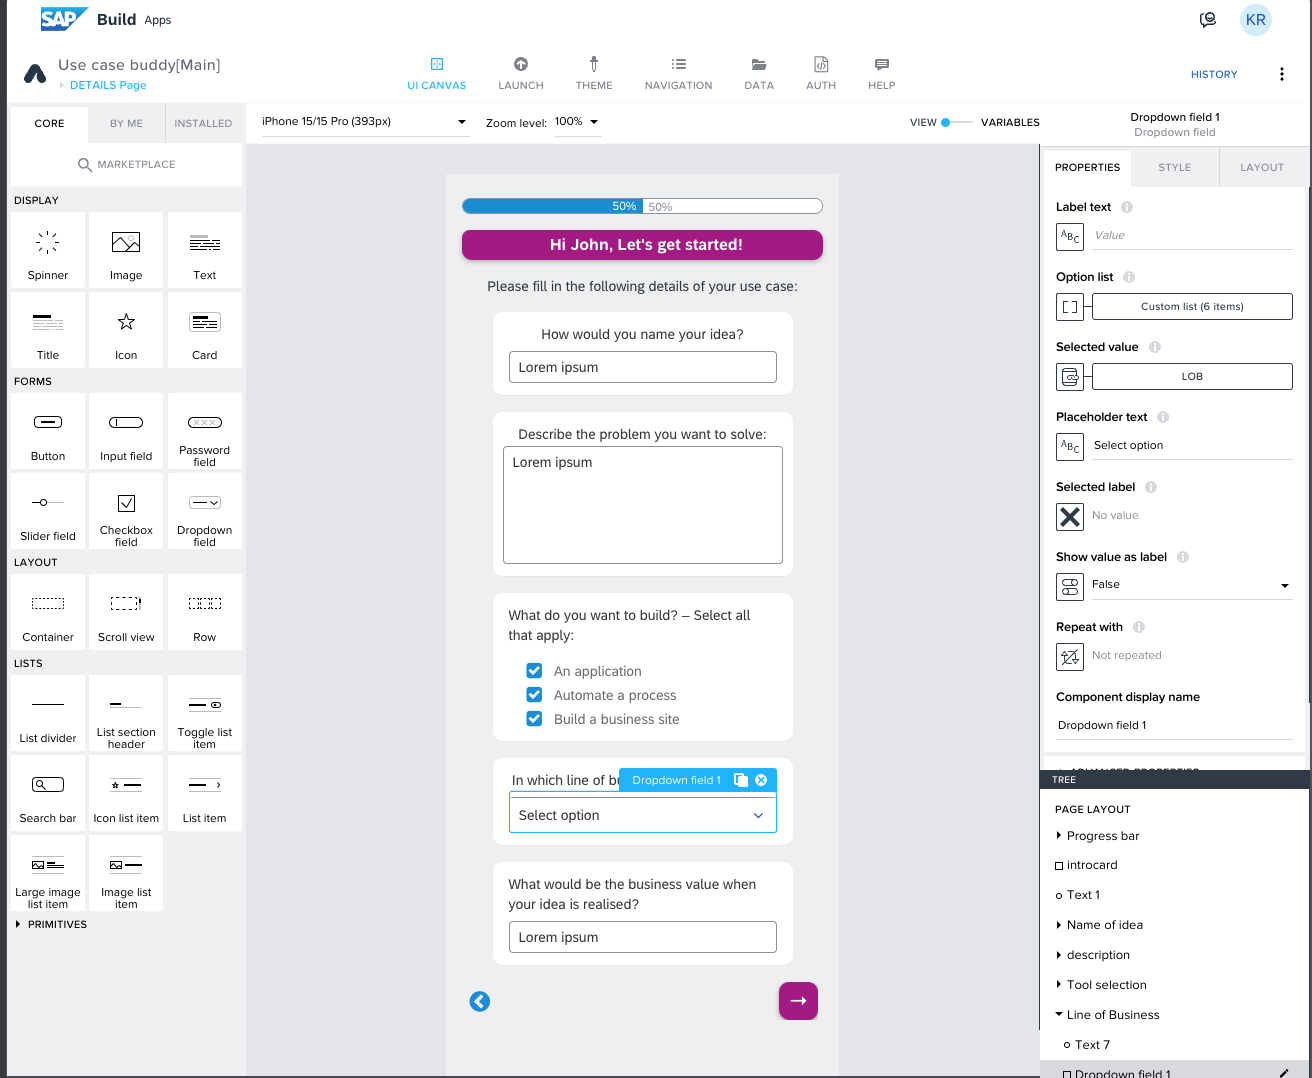 SAP Build Apps
KR
Use case buddy[Main]
DETAILS Page
UI CANVAS
LAUNCH
THEME
NAVIGATION
DATA
AUTH
HELP
HISTORY
CORE
BY ME
INSTALLED
MARKETPLACE
iPhone 15/15 Pro (393px)
Zoom level: 100%
VIEW
VARIABLES
Dropdown field 1
Dropdown field
DISPLAY
Spinner
Image
Text
Title
Icon
Card
FORMS
Button
Input field
Password
field
Slider field
Checkbox
field
Dropdown
field
LAYOUT
Container
Scroll view
Row
LISTS
List divider
List section
header
Toggle list
item
Search bar
Icon list item
List item
Large image
list item
Image list
item
PRIMITIVES
50% 50%
Hi John, Let's get started!
Please fill in the following details of your use case:
How would you name your idea?
Lorem ipsum
Describe the problem you want to solve:
Lorem ipsum
What do you want to build? – Select all
that apply:
An application
Automate a process
Build a business site
In which line of bu
Dropdown field 1
Select option
What would be the business value when
your idea is realised?
Lorem ipsum
PROPERTIES
STYLE
LAYOUT
Label text
ABC
Value
Option list
Custom list (6 items)
Selected value
LOB
Placeholder text
ABC
Select option
Selected label
No value
Show value as label
False
Repeat with
Not repeated
Component display name
Dropdown field 1
ADVANCED PROPERTIES
TREE
PAGE LAYOUT
Progress bar
introcard
Text 1
Name of idea
description
Tool selection
Line of Business
Text 7
Dropdown field 1